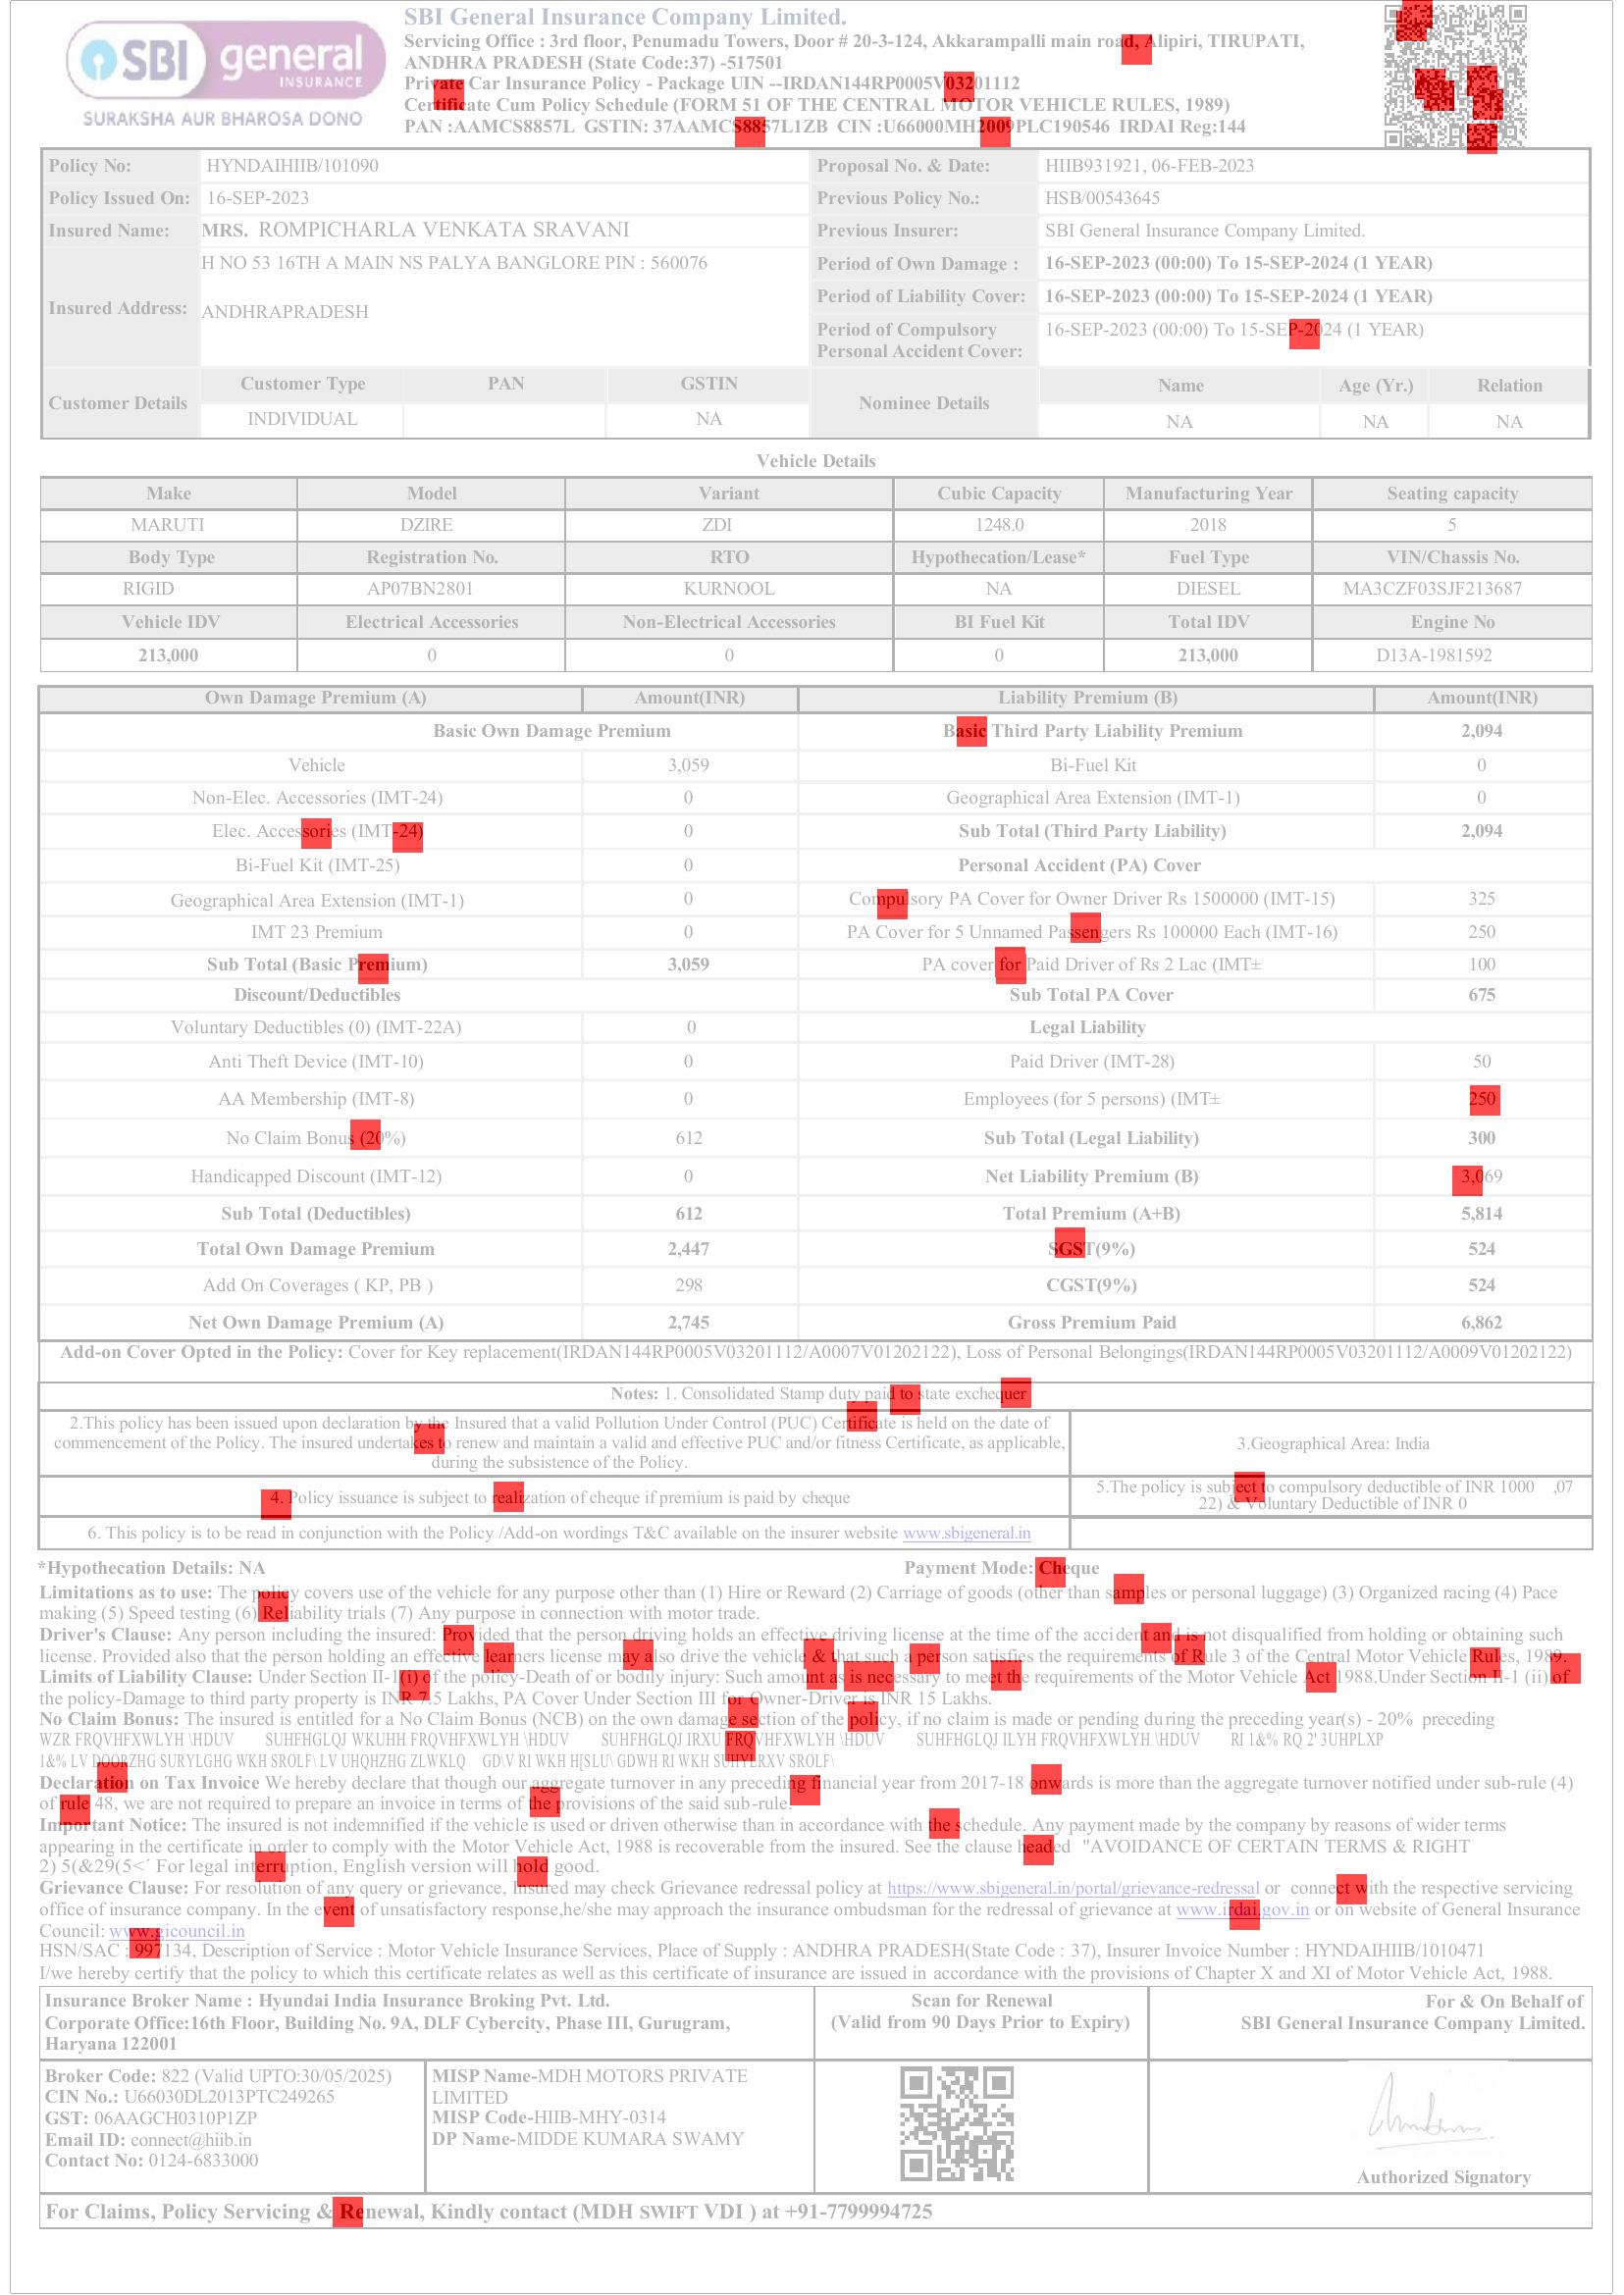 SBI general
INSURANCE
SURAKSHA AUR BHAROSA DONO
SBI General Insurance Company Limited.
Servicing Office : 3rd floor, Penumadu Towers, Door # 20-3-124, Akkarampalli main road, Alipiri, TIRUPATI,
ANDHRA PRADESH (State Code:37) -517501
Private Car Insurance Policy - Package UIN --IRDAN144RP0005V03201112
Certificate Cum Policy Schedule (FORM 51 OF THE CENTRAL MOTOR VEHICLE RULES, 1989)
PAN :AAMCS8857L GSTIN: 37AAMCS8857L1ZB CIN :U66000MH2009PLC190546 IRDAI Reg:144
Policy No: HYNDAIHIIB/101090 Proposal No. & Date: HIIB931921, 06-FEB-2023
Policy Issued On: 16-SEP-2023 Previous Policy No.: HSB/00543645
Insured Name: MRS. ROMPICHARLA VENKATA SRAVANI Previous Insurer: SBI General Insurance Company Limited.
Insured Address: H NO 53 16TH A MAIN NS PALYA BANGLORE PIN : 560076
ANDHRAPRADESH
Period of Own Damage : 16-SEP-2023 (00:00) To 15-SEP-2024 (1 YEAR)
Period of Liability Cover: 16-SEP-2023 (00:00) To 15-SEP-2024 (1 YEAR)
Period of Compulsory Personal Accident Cover: 16-SEP-2023 (00:00) To 15-SEP-2024 (1 YEAR)
Customer Details Customer Type PAN GSTIN Nominee Details Name Age (Yr.) Relation
INDIVIDUAL NA NA NA NA
Vehicle Details
Make Model Variant Cubic Capacity Manufacturing Year Seating capacity
MARUTI DZIRE ZDI 1248.0 2018 5
Body Type Registration No. RTO Hypothecation/Lease* Fuel Type VIN/Chassis No.
RIGID AP07BN2801 KURNOOL NA DIESEL MA3CZF03SJF213687
Vehicle IDV Electrical Accessories Non-Electrical Accessories BI Fuel Kit Total IDV Engine No
213,000 0 0 0 213,000 D13A-1981592
Own Damage Premium (A) Amount(INR) Liability Premium (B) Amount(INR)
Basic Own Damage Premium Basic Third Party Liability Premium 2,094
Vehicle 3,059 Bi-Fuel Kit 0
Non-Elec. Accessories (IMT-24) 0 Geographical Area Extension (IMT-1) 0
Elec. Accessories (IMT-24) 0 Sub Total (Third Party Liability) 2,094
Bi-Fuel Kit (IMT-25) 0 Personal Accident (PA) Cover
Geographical Area Extension (IMT-1) 0 Compulsory PA Cover for Owner Driver Rs 1500000 (IMT-15) 325
IMT 23 Premium 0 PA Cover for 5 Unnamed Passengers Rs 100000 Each (IMT-16) 250
Sub Total (Basic Premium) 3,059 PA cover for Paid Driver of Rs 2 Lac (IMT± 100
Discount/Deductibles Sub Total PA Cover 675
Voluntary Deductibles (0) (IMT-22A) 0 Legal Liability
Anti Theft Device (IMT-10) 0 Paid Driver (IMT-28) 50
AA Membership (IMT-8) 0 Employees (for 5 persons) (IMT± 250
No Claim Bonus (20%) 612 Sub Total (Legal Liability) 300
Handicapped Discount (IMT-12) 0 Net Liability Premium (B) 3,069
Sub Total (Deductibles) 612 Total Premium (A+B) 5,814
Total Own Damage Premium 2,447 SGST(9%) 524
Add On Coverages ( KP, PB ) 298 CGST(9%) 524
Net Own Damage Premium (A) 2,745 Gross Premium Paid 6,862
Add-on Cover Opted in the Policy: Cover for Key replacement(IRDAN144RP0005V03201112/A0007V01202122), Loss of Personal Belongings(IRDAN144RP0005V03201112/A0009V01202122)
Notes: 1. Consolidated Stamp duty paid to state exchequer
2.This policy has been issued upon declaration by the Insured that a valid Pollution Under Control (PUC) Certificate is held on the date of
commencement of the Policy. The insured undertakes to renew and maintain a valid and effective PUC and/or fitness Certificate, as applicable,
during the subsistence of the Policy.
3.Geographical Area: India
4. Policy issuance is subject to realization of cheque if premium is paid by cheque
5.The policy is subject to compulsory deductible of INR 1000 ,07
22) & Voluntary Deductible of INR 0
6. This policy is to be read in conjunction with the Policy /Add-on wordings T&C available on the insurer website www.sbigeneral.in
*Hypothecation Details: NA Payment Mode: Cheque
Limitations as to use: The policy covers use of the vehicle for any purpose other than (1) Hire or Reward (2) Carriage of goods (other than samples or personal luggage) (3) Organized racing (4) Pace
making (5) Speed testing (6) Reliability trials (7) Any purpose in connection with motor trade.
Driver's Clause: Any person including the insured: Provided that the person driving holds an effective driving license at the time of the accident and is not disqualified from holding or obtaining such
license. Provided also that the person holding an effective learners license may also drive the vehicle & that such a person satisfies the requirements of Rule 3 of the Central Motor Vehicle Rules, 1989.
Limits of Liability Clause: Under Section II-1(i) of the policy-Death of or bodily injury: Such amount as is necessary to meet the requirements of the Motor Vehicle Act 1988.Under Section II-1 (ii) of
the policy-Damage to third party property is INR 7.5 Lakhs, PA Cover Under Section III for Owner-Driver is INR 15 Lakhs.
No Claim Bonus: The insured is entitled for a No Claim Bonus (NCB) on the own damage section of the policy, if no claim is made or pending during the preceding year(s) - 20% preceding
WZR FRQVHFXWLYH \HDUV SUHFHGLQJ WKUHH FRQVHFXWLYH \HDUV SUHFHGLQJ IRXU FRQVHFXWLYH \HDUV SUHFHGLQJ ILYH FRQVHFXWLYH \HDUV RI 1&% RQ 2' 3UHPLXP
1&% LV DOORZHG SURYLGHG WKH SROLF\ LV UHQHZHG ZLWKLQ GD\V RI WKH H[SLU\ GDWH RI WKH SUHYLRXV SROLF\
Declaration on Tax Invoice We hereby declare that though our aggregate turnover in any preceding financial year from 2017-18 onwards is more than the aggregate turnover notified under sub-rule (4)
of rule 48, we are not required to prepare an invoice in terms of the provisions of the said sub-rule.
Important Notice: The insured is not indemnified if the vehicle is used or driven otherwise than in accordance with the schedule. Any payment made by the company by reasons of wider terms
appearing in the certificate in order to comply with the Motor Vehicle Act, 1988 is recoverable from the insured. See the clause headed "AVOIDANCE OF CERTAIN TERMS & RIGHT
2) 5(&29(5<´ For legal interruption, English version will hold good.
Grievance Clause: For resolution of any query or grievance, Insured may check Grievance redressal policy at https://www.sbigeneral.in/portal/grievance-redressal or connect with the respective servicing
office of insurance company. In the event of unsatisfactory response,he/she may approach the insurance ombudsman for the redressal of grievance at www.irdai.gov.in or on website of General Insurance
Council: www.gicouncil.in
HSN/SAC : 997134, Description of Service : Motor Vehicle Insurance Services, Place of Supply : ANDHRA PRADESH(State Code : 37), Insurer Invoice Number : HYNDAIHIIB/1010471
I/we hereby certify that the policy to which this certificate relates as well as this certificate of insurance are issued in accordance with the provisions of Chapter X and XI of Motor Vehicle Act, 1988.
Insurance Broker Name : Hyundai India Insurance Broking Pvt. Ltd.
Corporate Office:16th Floor, Building No. 9A, DLF Cybercity, Phase III, Gurugram,
Haryana 122001
Scan for Renewal
(Valid from 90 Days Prior to Expiry)
For & On Behalf of
SBI General Insurance Company Limited.
Broker Code: 822 (Valid UPTO:30/05/2025)
CIN No.: U66030DL2013PTC249265
GST: 06AAGCH0310P1ZP
Email ID: connect@hiib.in
Contact No: 0124-6833000
MISP Name-MDH MOTORS PRIVATE
LIMITED
MISP Code-HIIB-MHY-0314
DP Name-MIDDE KUMARA SWAMY
Authorized Signatory
For Claims, Policy Servicing & Renewal, Kindly contact (MDH SWIFT VDI ) at +91-7799994725